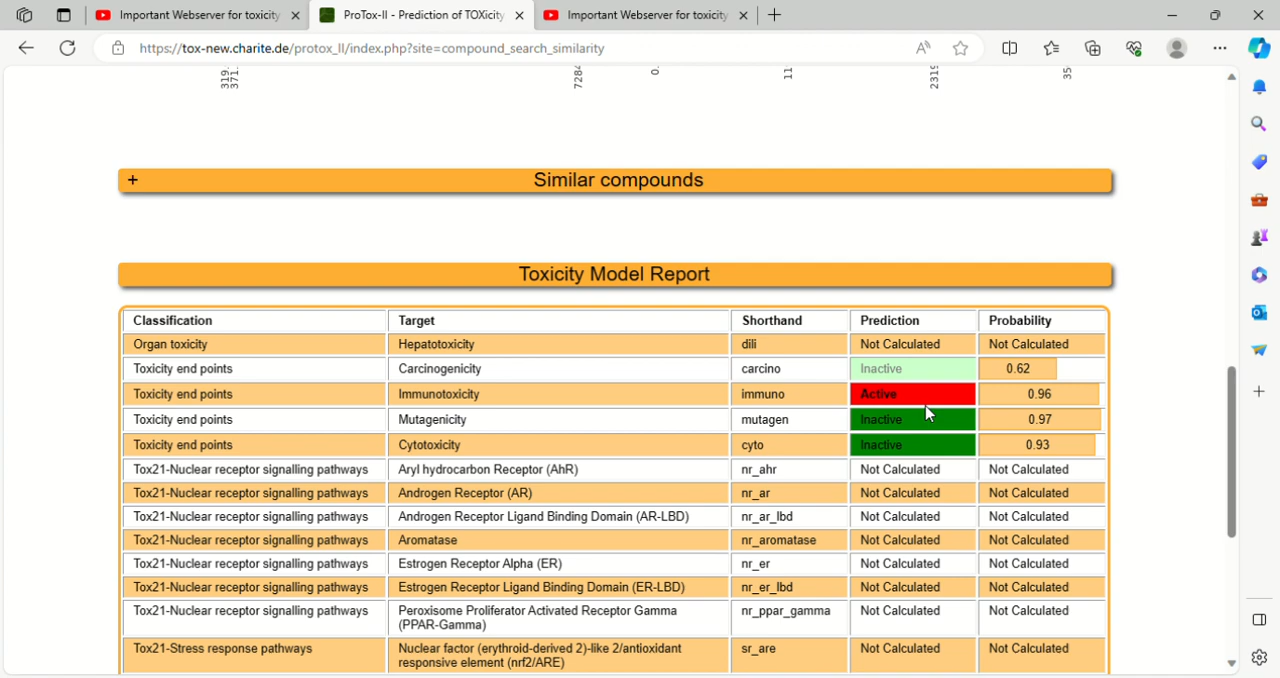 Important Webserver for toxicity
ProTox-II - Prediction of TOXicity
Important Webserver for toxicity
https://tox-new.charite.de/protox_II/index.php?site=compound_search_similarity
319.
371.
7284
0.
11
2319
35
+ Similar compounds
Toxicity Model Report
Classification Target Shorthand Prediction Probability
Organ toxicity Hepatotoxicity dili Not Calculated Not Calculated
Toxicity end points Carcinogenicity carcino Inactive 0.62
Toxicity end points Immunotoxicity immuno Active 0.96
Toxicity end points Mutagenicity mutagen Inactive 0.97
Toxicity end points Cytotoxicity cyto Inactive 0.93
Tox21-Nuclear receptor signalling pathways Aryl hydrocarbon Receptor (AhR) nr_ahr Not Calculated Not Calculated
Tox21-Nuclear receptor signalling pathways Androgen Receptor (AR) nr_ar Not Calculated Not Calculated
Tox21-Nuclear receptor signalling pathways Androgen Receptor Ligand Binding Domain (AR-LBD) nr_ar_lbd Not Calculated Not Calculated
Tox21-Nuclear receptor signalling pathways Aromatase nr_aromatase Not Calculated Not Calculated
Tox21-Nuclear receptor signalling pathways Estrogen Receptor Alpha (ER) nr_er Not Calculated Not Calculated
Tox21-Nuclear receptor signalling pathways Estrogen Receptor Ligand Binding Domain (ER-LBD) nr_er_lbd Not Calculated Not Calculated
Tox21-Nuclear receptor signalling pathways Peroxisome Proliferator Activated Receptor Gamma nr_ppar_gamma Not Calculated Not Calculated
(PPAR-Gamma)
Tox21-Stress response pathways Nuclear factor (erythroid-derived 2)-like 2/antioxidant sr_are Not Calculated Not Calculated
responsive element (nrf2/ARE)